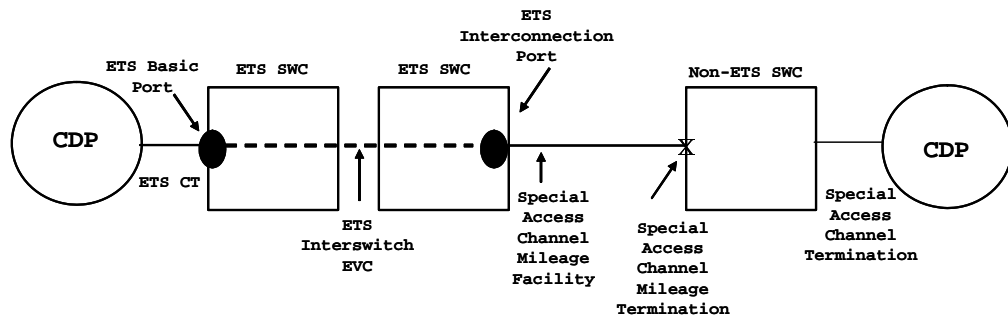 ETS
Interconnection
Port
ETS Basic
Port
ETS SWC
ETS SWC
Non-ETS SWC
CDP
CDP
ETS CT
X
ETS
Interswitch
EVC
Special
Access
Channel
Mileage
Facility
Special
Access
Channel
Mileage
Termination
Special
Access
Channel
Termination